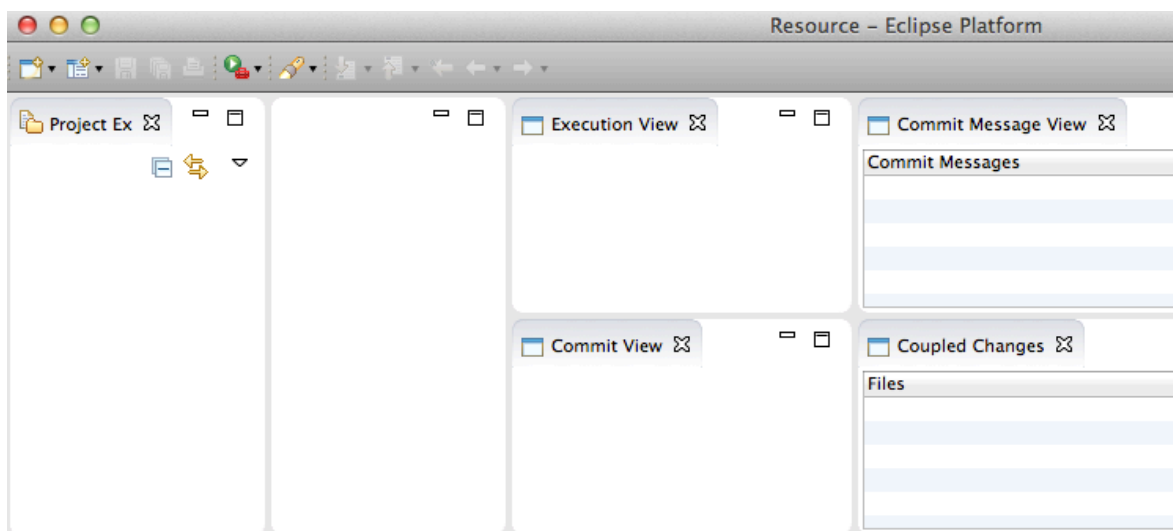 Resource – Eclipse Platform
Project Ex
Execution View
Commit Message View
Commit Messages
Commit View
Coupled Changes
Files